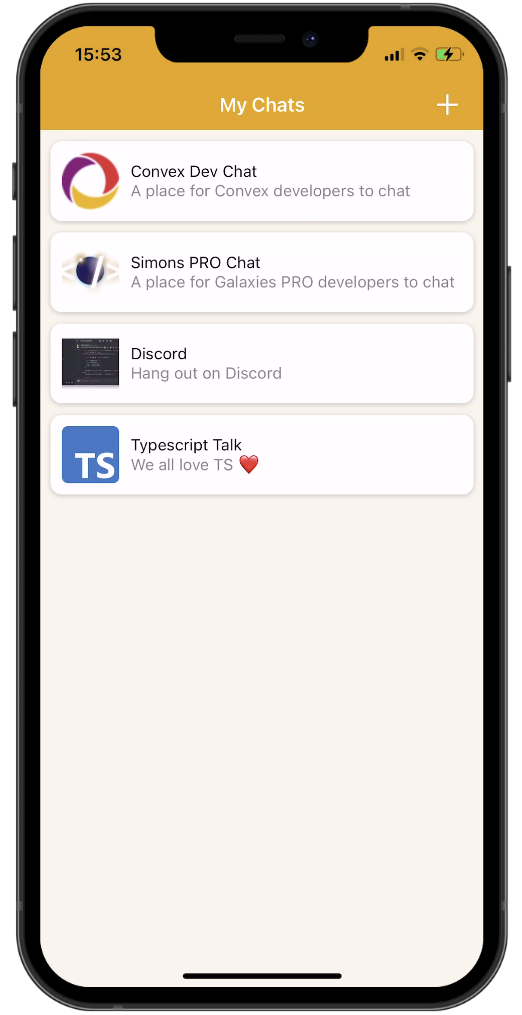 15:53
My Chats
Convex Dev Chat
A place for Convex developers to chat
Simons PRO Chat
A place for Galaxies PRO developers to chat
Discord
Hang out on Discord
TS
Typescript Talk
We all love TS ❤️